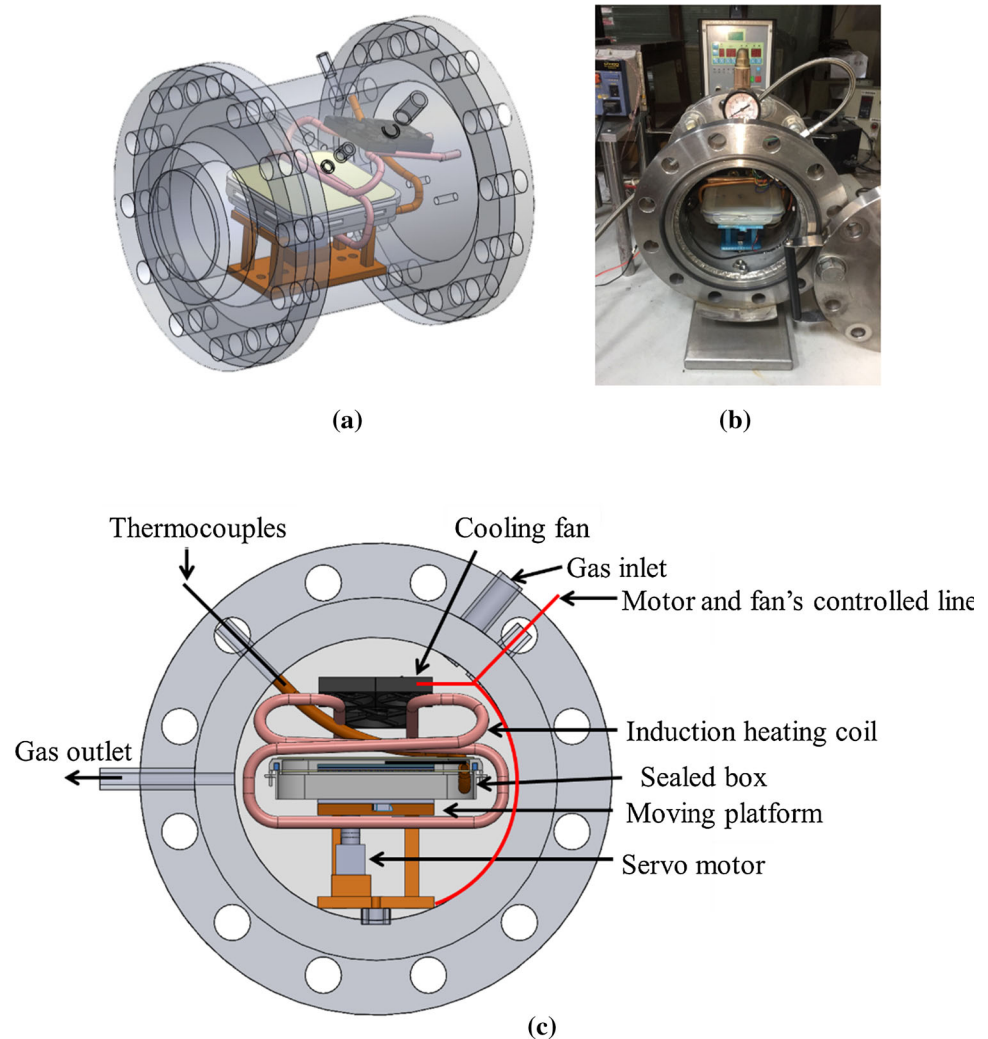 (a)
(b)
Thermocouples
Cooling fan
Gas inlet
Motor and fan's controlled line
Induction heating coil
Gas outlet
Sealed box
Moving platform
Servo motor
(c)